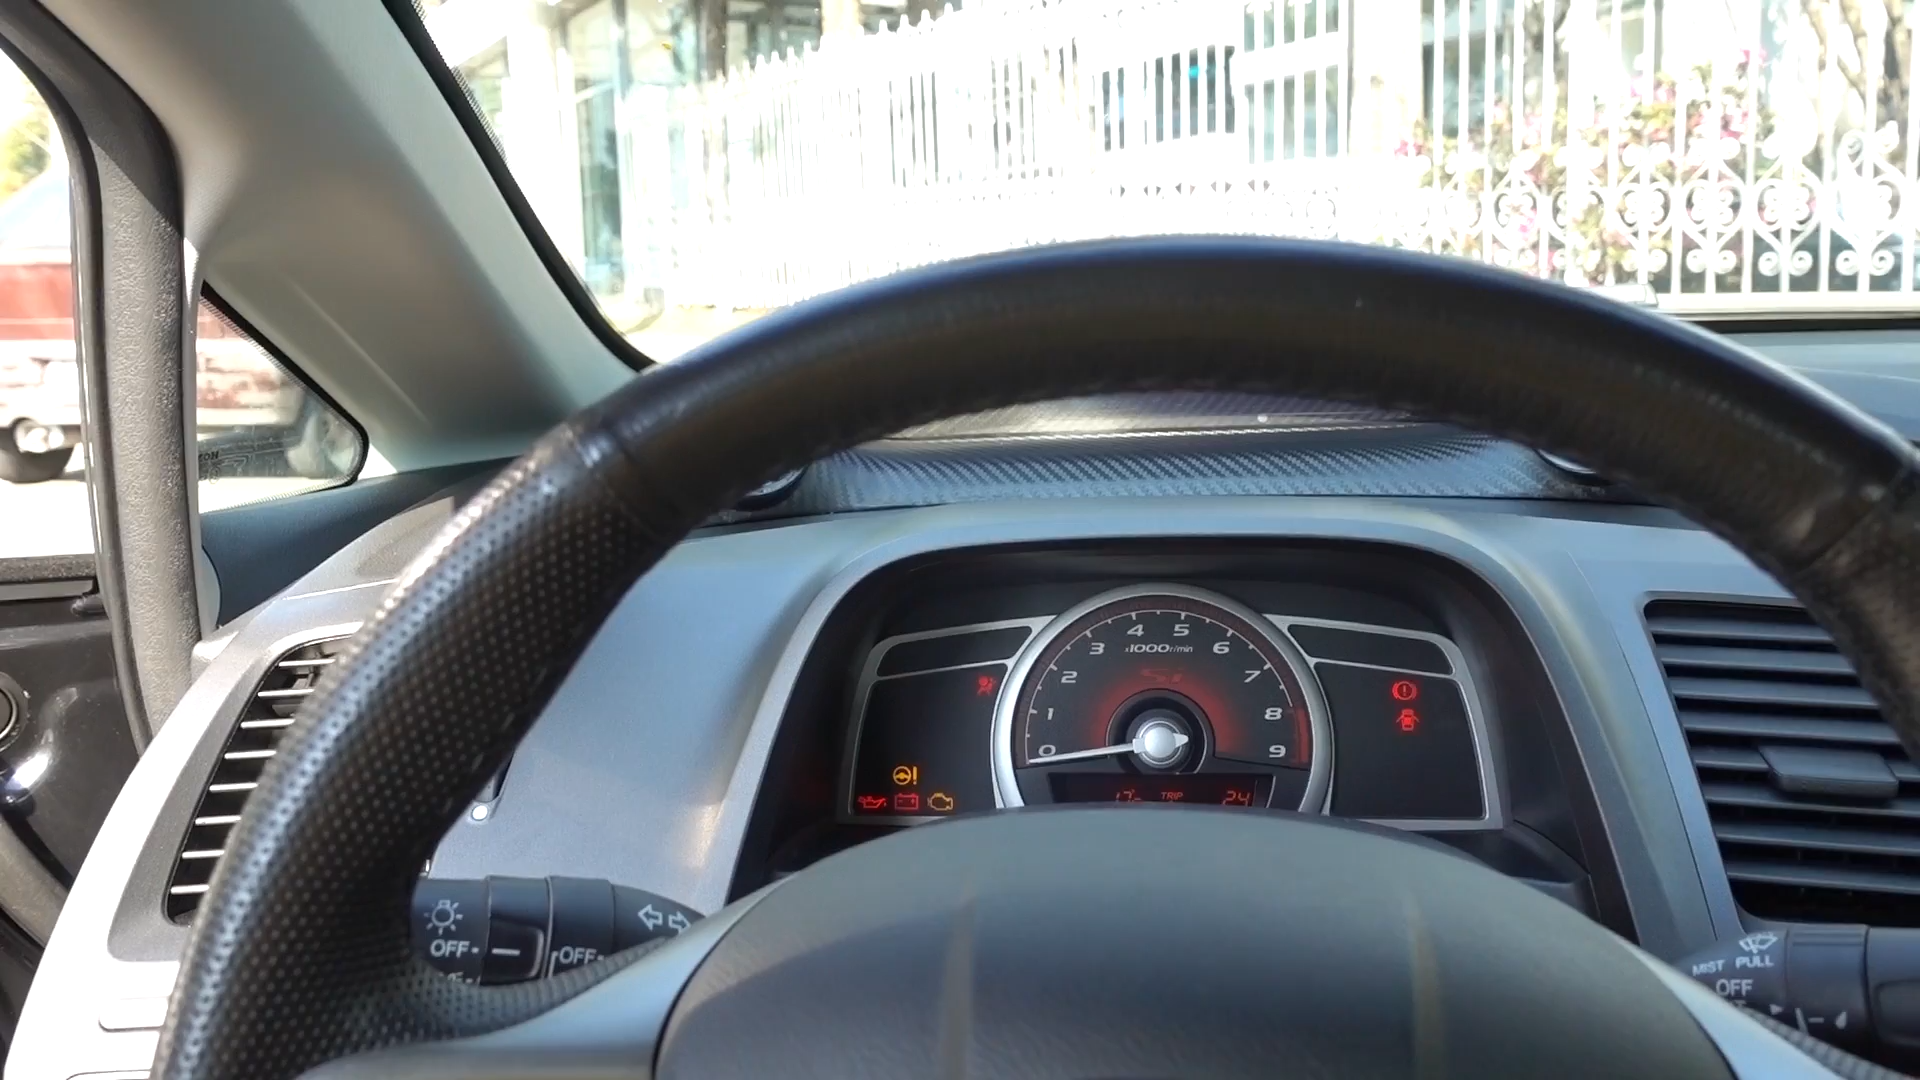 4 5
3 x1000r/min 6
2 Si 7
1 8
0 9
TRIP 24
OFF
OFF
MIST PULL
OFF